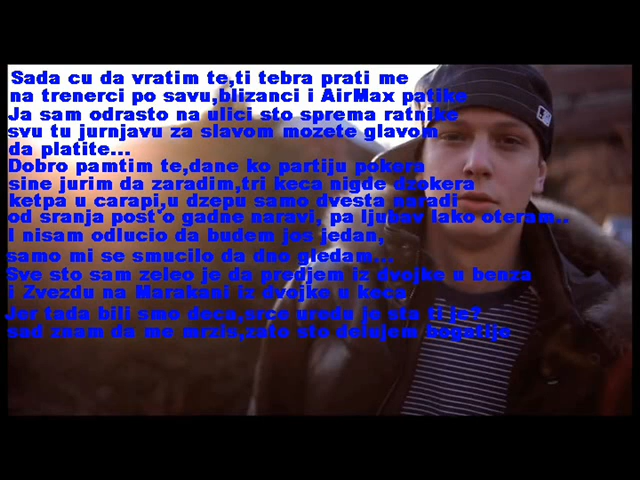 Sada cu da vratim te,ti tebra prati me
na trenerci po savu,blizanci i AirMax patike
Ja sam odrasto na ulici sto sprema ratnike
svu tu jurnjavu za slavom mozete glavom
da platite...
Dobro pamtim te,dane ko partiju pokera
sine jurim da zaradim,tri keca nigde dzokera
ketpa u carapi,u dzepu samo dvesta naradi
od sranja post'o gadne naravi, pa ljubav lako oteram..
I nisam odlucio da budem jos jedan,
samo mi se smucilo da dno gledam...
Sve sto sam zeleo je da predjem iz dvojke u benza
i Zvezdu na Marakani iz dvojke u keca
Jer tada bili smo deca,srce uredu je sta ti je?
sad znam da me mrzis,zato sto delujem bogatije